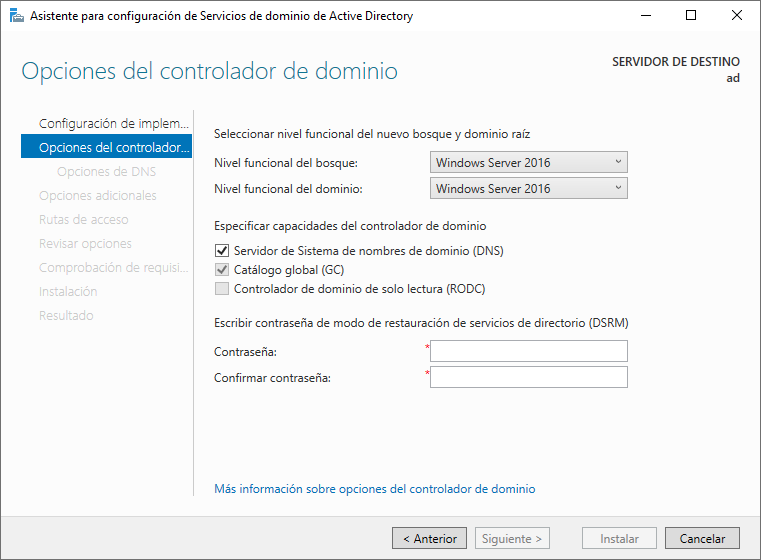 Asistente para configuración de Servicios de dominio de Active Directory
Opciones del controlador de dominio
SERVIDOR DE DESTINO
ad
Configuración de implem...
Opciones del controlador...
Opciones de DNS
Opciones adicionales
Rutas de acceso
Revisar opciones
Comprobación de requisi...
Instalación
Resultado
Seleccionar nivel funcional del nuevo bosque y dominio raíz
Nivel funcional del bosque: Windows Server 2016
Nivel funcional del dominio: Windows Server 2016
Especificar capacidades del controlador de dominio
Servidor de Sistema de nombres de dominio (DNS)
Catálogo global (GC)
Controlador de dominio de solo lectura (RODC)
Escribir contraseña de modo de restauración de servicios de directorio (DSRM)
Contraseña: *
Confirmar contraseña: *
Más información sobre opciones del controlador de dominio
< Anterior Siguiente > Instalar Cancelar